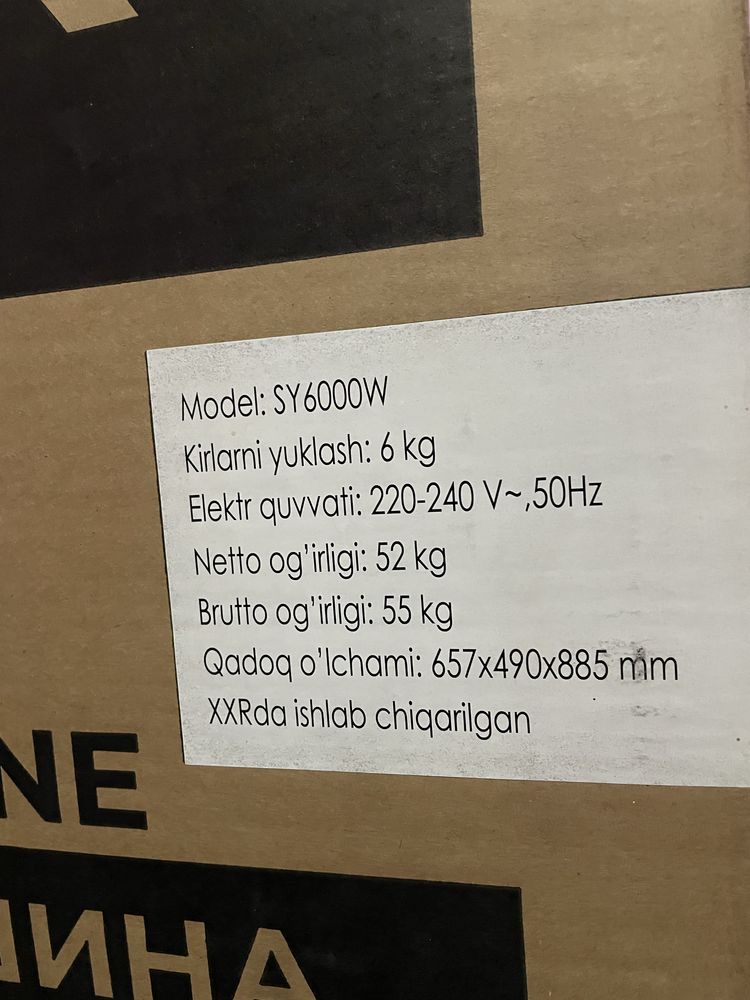 Model: SY6000W
Kirlarni yuklash: 6 kg
Elektr quvvati: 220-240 V~,50Hz
Netto og'irligi: 52 kg
Brutto og'irligi: 55 kg
Qadoq o'lchami: 657x490x885 mm
XXRda ishlab chiqarilgan
NE
ИНА